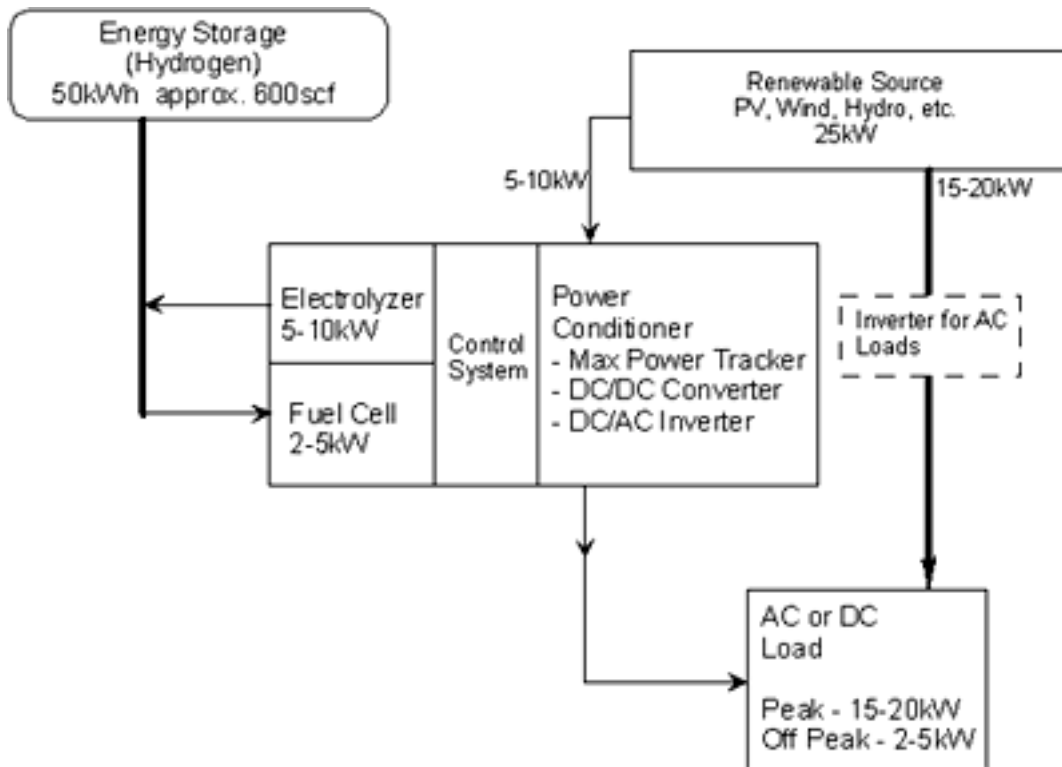 Energy Storage
(Hydrogen)
50kWh approx. 600scf
Renewable Source
PV, Wind, Hydro, etc.
25kW
5-10kW
15-20kW
Electrolyzer
5-10kW
Fuel Cell
2-5kW
Control
System
Power
Conditioner
- Max Power Tracker
- DC/DC Converter
- DC/AC Inverter
Inverter for AC
Loads
AC or DC
Load
Peak - 15-20kW
Off Peak - 2-5kW